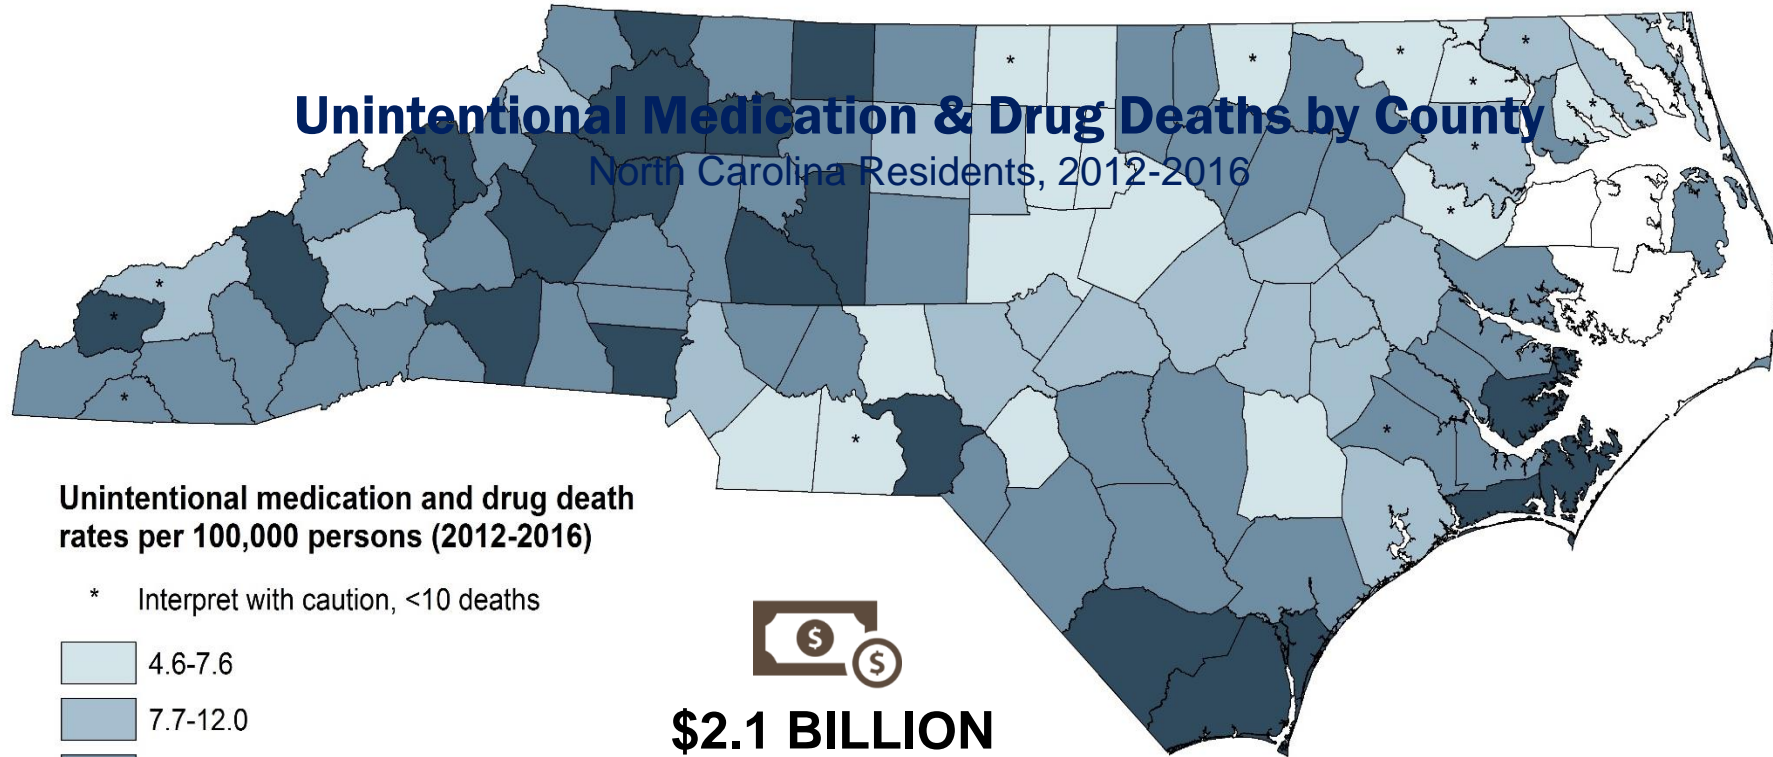 Unintentional Medication & Drug Deaths by County
North Carolina Residents, 2012-2016
Unintentional medication and drug death
rates per 100,000 persons (2012-2016)
* Interpret with caution, <10 deaths
4.6-7.6
7.7-12.0
$2.1 BILLION